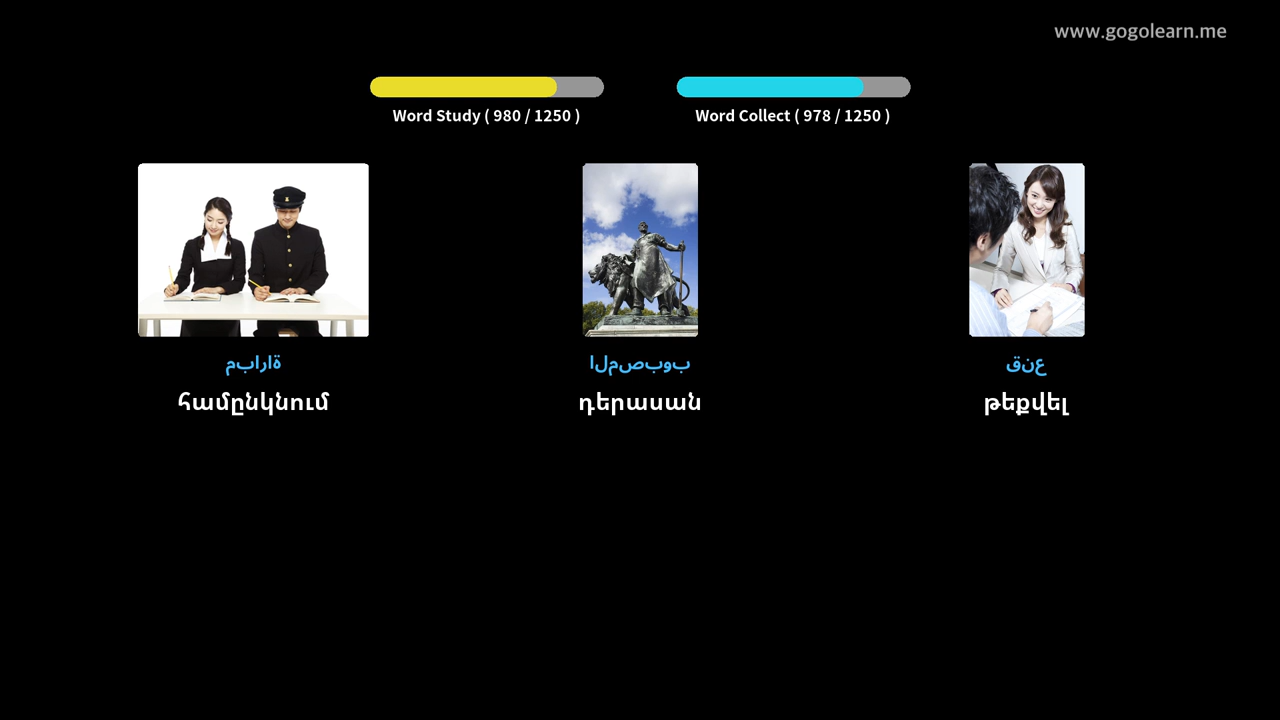 www.gogolearn.me
Word Study ( 980 / 1250 )
Word Collect ( 978 / 1250 )
مباراة
المصبوب
قنع
համընկնում
դերասան
թեքվել